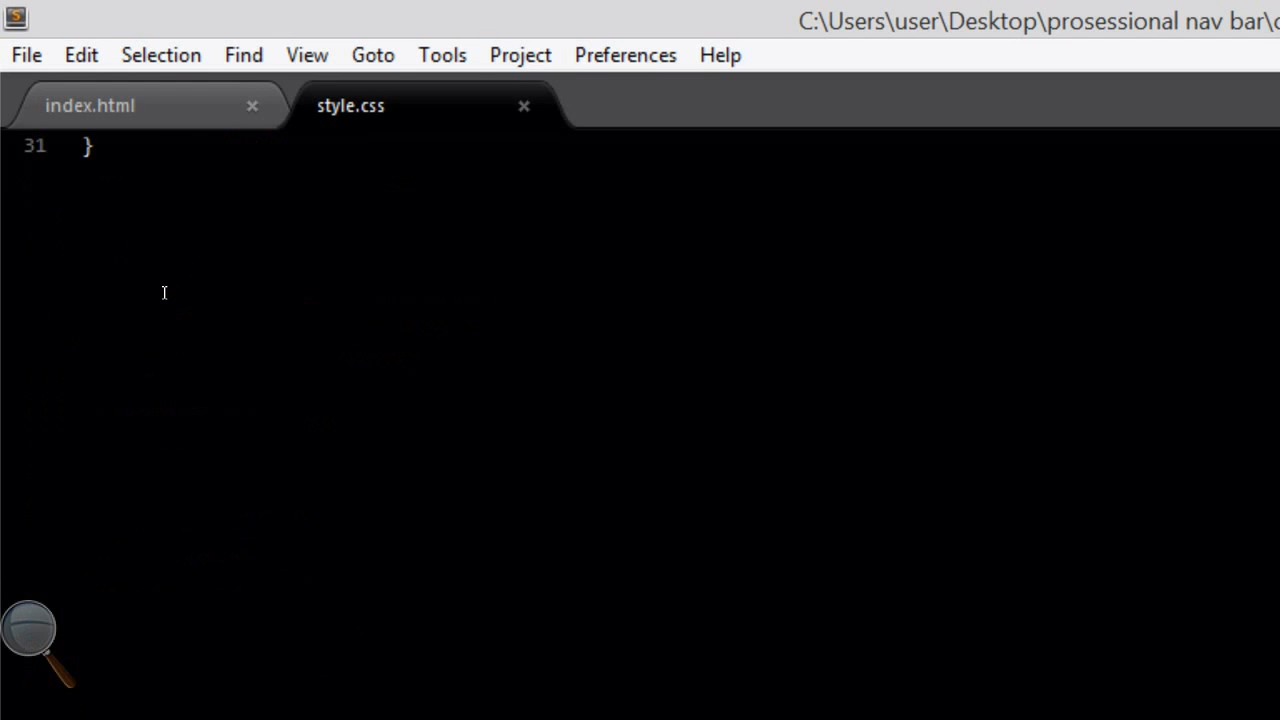 C:\Users\user\Desktop\prosessional nav bar\
File Edit Selection Find View Goto Tools Project Preferences Help
index.html × style.css ×
31 }